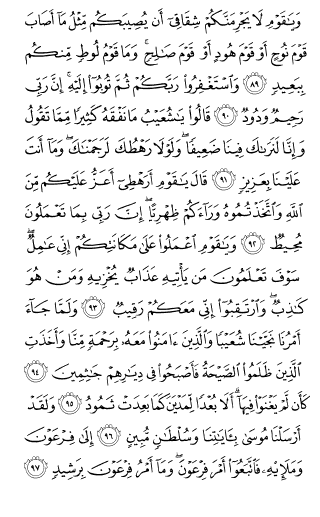 وَيَٰقَوۡمِ لَا يَجۡرِمَنَّكُمۡ شِقَاقِيٓ أَن يُصِيبَكُم مِّثۡلُ مَآ أَصَابَ
قَوۡمَ نُوحٍ أَوۡ قَوۡمَ هُودٍ أَوۡ قَوۡمَ صَٰلِحٖۚ وَمَا قَوۡمُ لُوطٖ مِّنكُم
بِبَعِيدٖ ٨٩ وَٱسۡتَغۡفِرُواْ رَبَّكُمۡ ثُمَّ تُوبُوٓاْ إِلَيۡهِۚ إِنَّ رَبِّي
رَحِيمٞ وَدُودٞ ٩٠ قَالُواْ يَٰشُعَيۡبُ مَا نَفۡقَهُ كَثِيرٗا مِّمَّا تَقُولُ
وَإِنَّا لَنَرَىٰكَ فِينَا ضَعِيفٗاۖ وَلَوۡلَا رَهۡطُكَ لَرَجَمۡنَٰكَۖ وَمَآ أَنتَ
عَلَيۡنَا بِعَزِيزٖ ٩١ قَالَ يَٰقَوۡمِ أَرَهۡطِيٓ أَعَزُّ عَلَيۡكُم مِّنَ
ٱللَّهِ وَٱتَّخَذۡتُمُوهُ وَرَآءَكُمۡ ظِهۡرِيًّاۖ إِنَّ رَبِّي بِمَا تَعۡمَلُونَ
مُحِيطٞ ٩٢ وَيَٰقَوۡمِ ٱعۡمَلُواْ عَلَىٰ مَكَانَتِكُمۡ إِنِّي عَٰمِلٞۖ
سَوۡفَ تَعۡلَمُونَ مَن يَأۡتِيهِ عَذَابٞ يُخۡزِيهِ وَمَنۡ هُوَ
كَٰذِبٞۖ وَٱرۡتَقِبُوٓاْ إِنِّي مَعَكُمۡ رَقِيبٞ ٩٣ وَلَمَّا جَآءَ
أَمۡرُنَا نَجَّيۡنَا شُعَيۡبٗا وَٱلَّذِينَ ءَامَنُواْ مَعَهُۥ بِرَحۡمَةٖ مِّنَّا وَأَخَذَتِ
ٱلَّذِينَ ظَلَمُواْ ٱلصَّيۡحَةُ فَأَصۡبَحُواْ فِي دِيَٰرِهِمۡ جَٰثِمِينَ ٩٤
كَأَن لَّمۡ يَغۡنَوۡاْ فِيهَآۗ أَلَا بُعۡدٗا لِّمَدۡيَنَ كَمَا بَعِدَتۡ ثَمُودُ ٩٥ وَلَقَدۡ
أَرۡسَلۡنَا مُوسَىٰ بِـَٔايَٰتِنَا وَسُلۡطَٰنٖ مُّبِينٍ ٩٦ إِلَىٰ فِرۡعَوۡنَ
وَمَلَإِيْهِۦ فَٱتَّبَعُوٓاْ أَمۡرَ فِرۡعَوۡنَۖ وَمَآ أَمۡرُ فِرۡعَوۡنَ بِرَشِيدٖ ٩٧